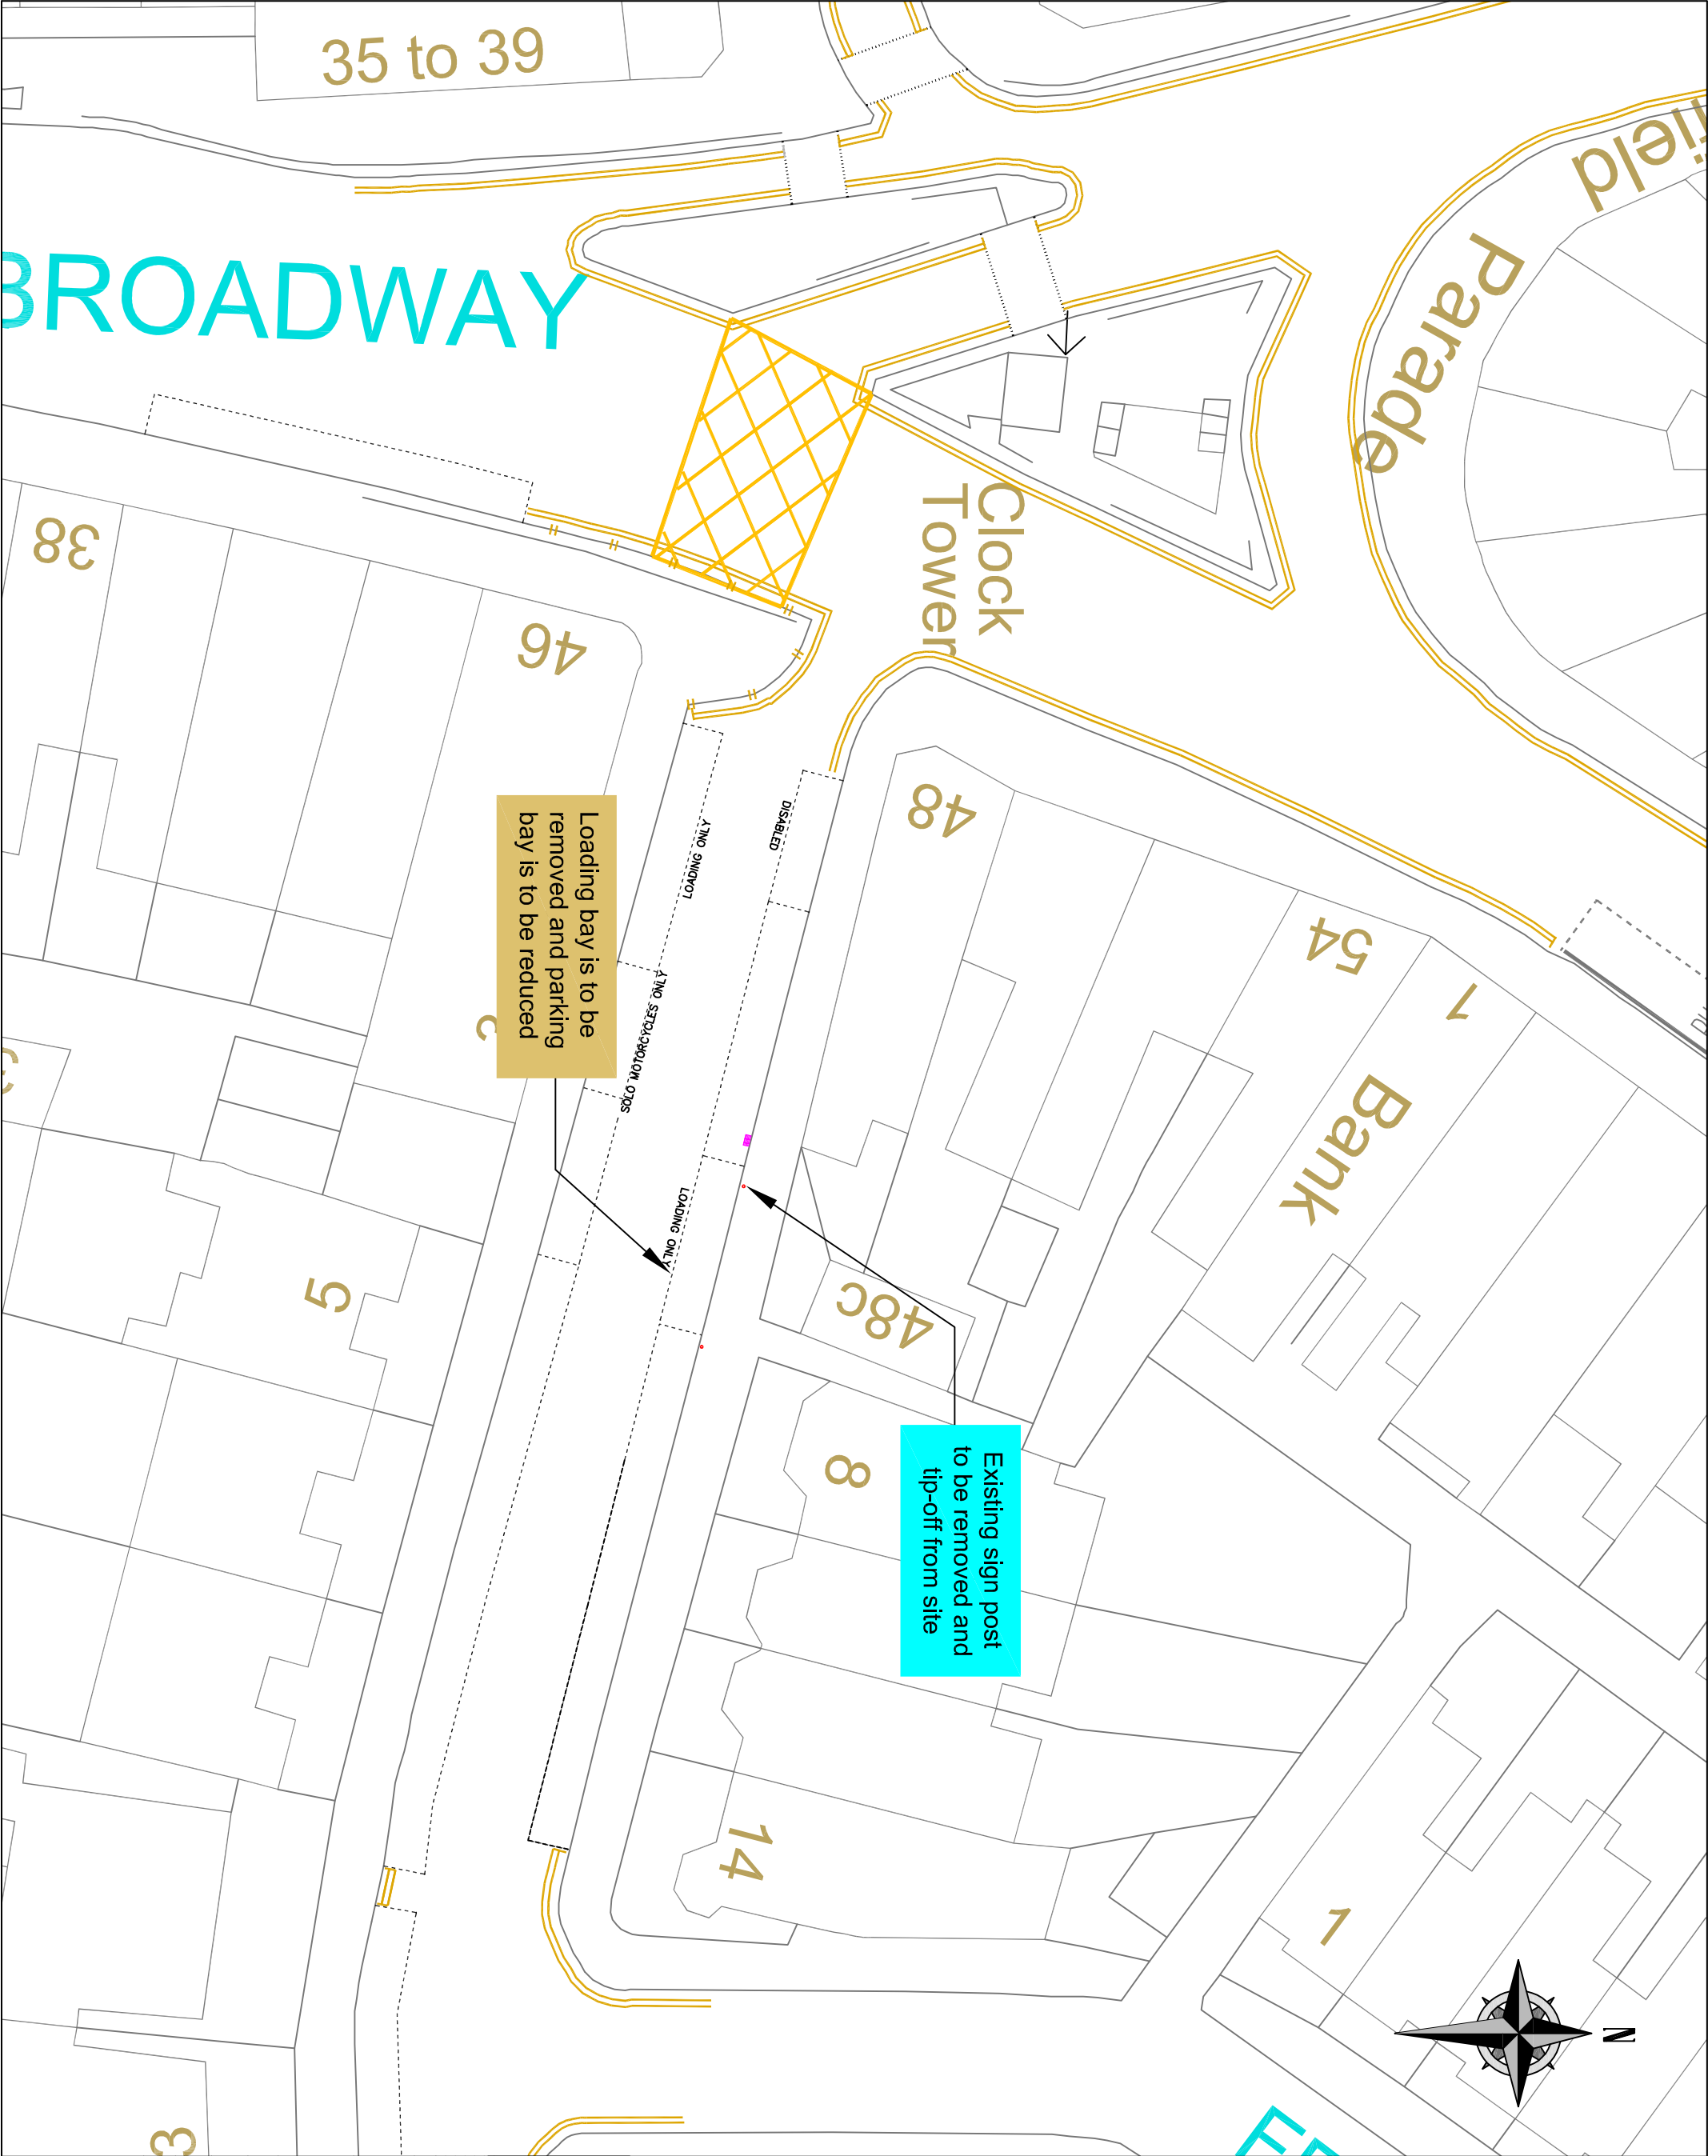 35 to 39
BROADWAY
Parade
Clock
Tower
38
46
48
54
1
Bank
DISABLED
LOADING ONLY
SOLO MOTORCYCLES ONLY
LOADING ONLY
Loading bay is to be
removed and parking
bay is to be reduced
5
48c
8
Existing sign post
to be removed and
tip-off from site
14
1
N
3